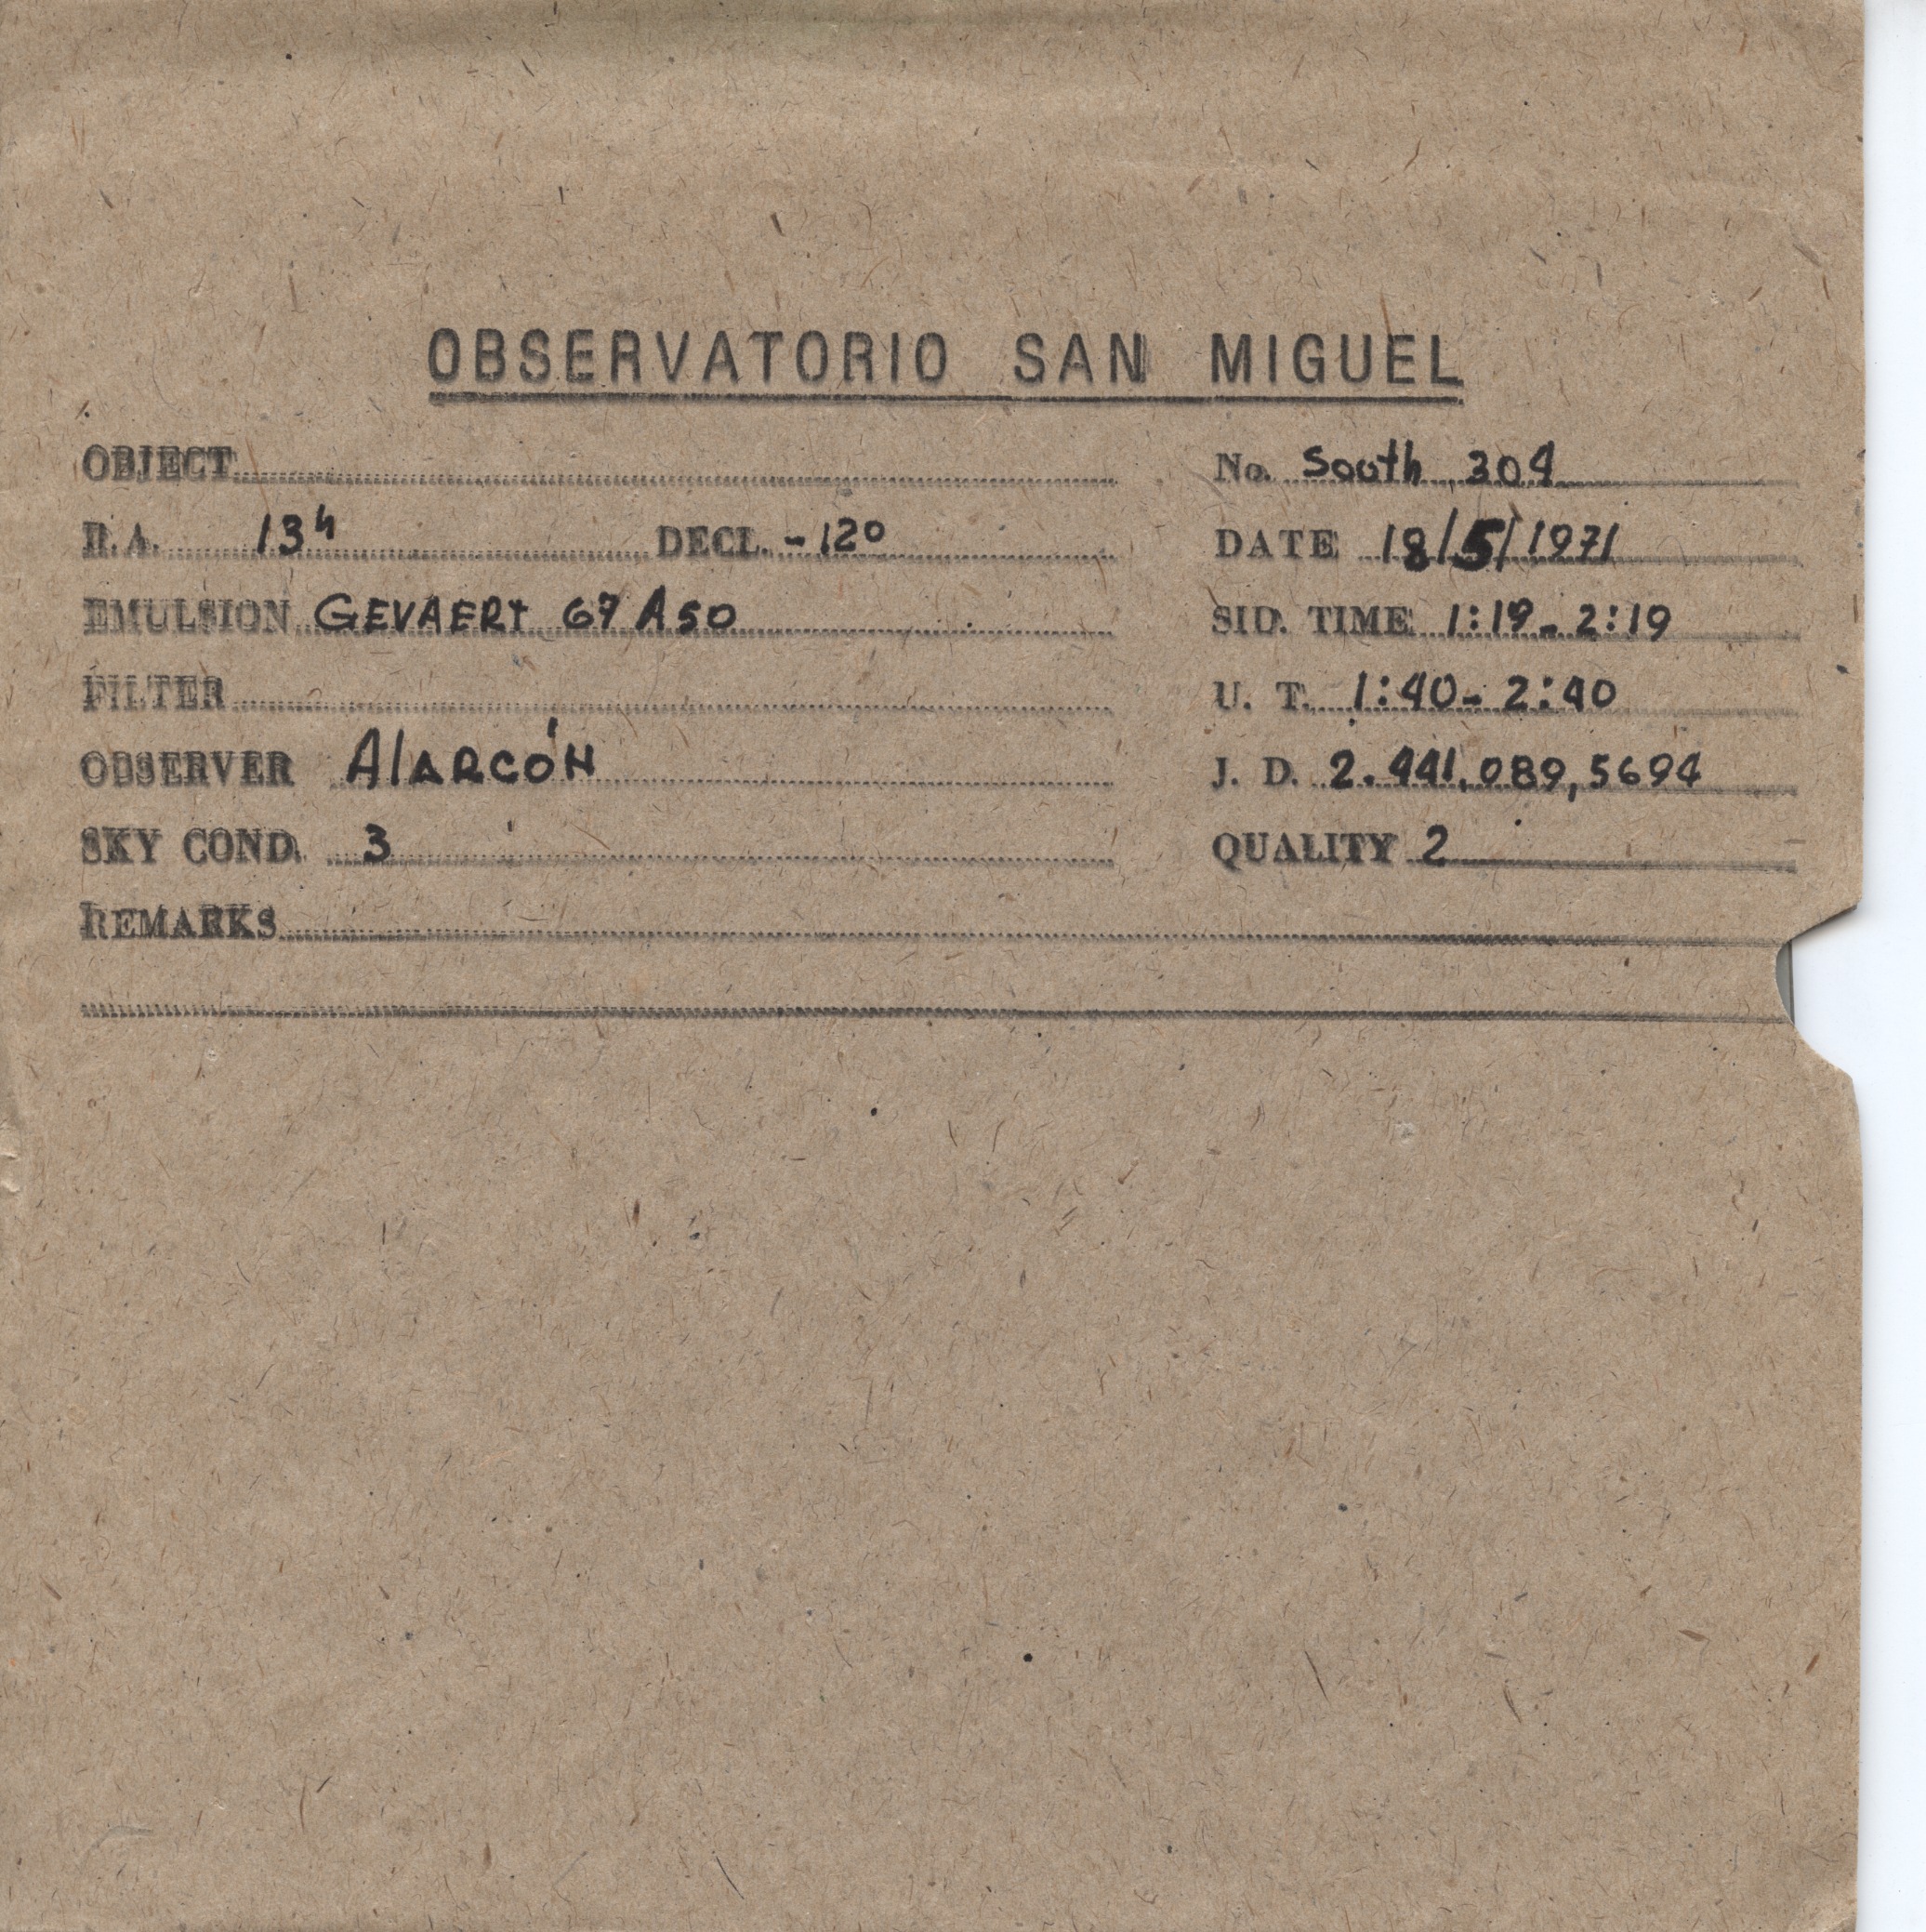 OBSERVATORIO SAN MIGUEL
OBJECT No. South 304
R.A. 13h DECL. -12° DATE 18/5/1971
EMULSION GEVAERT 67 A50 SID. TIME 1:19-2:19
FILTER U. T. 1:40-2:40
OBSERVER Alarcón J. D. 2.441.089,5694
SKY COND. 3 QUALITY 2
REMARKS